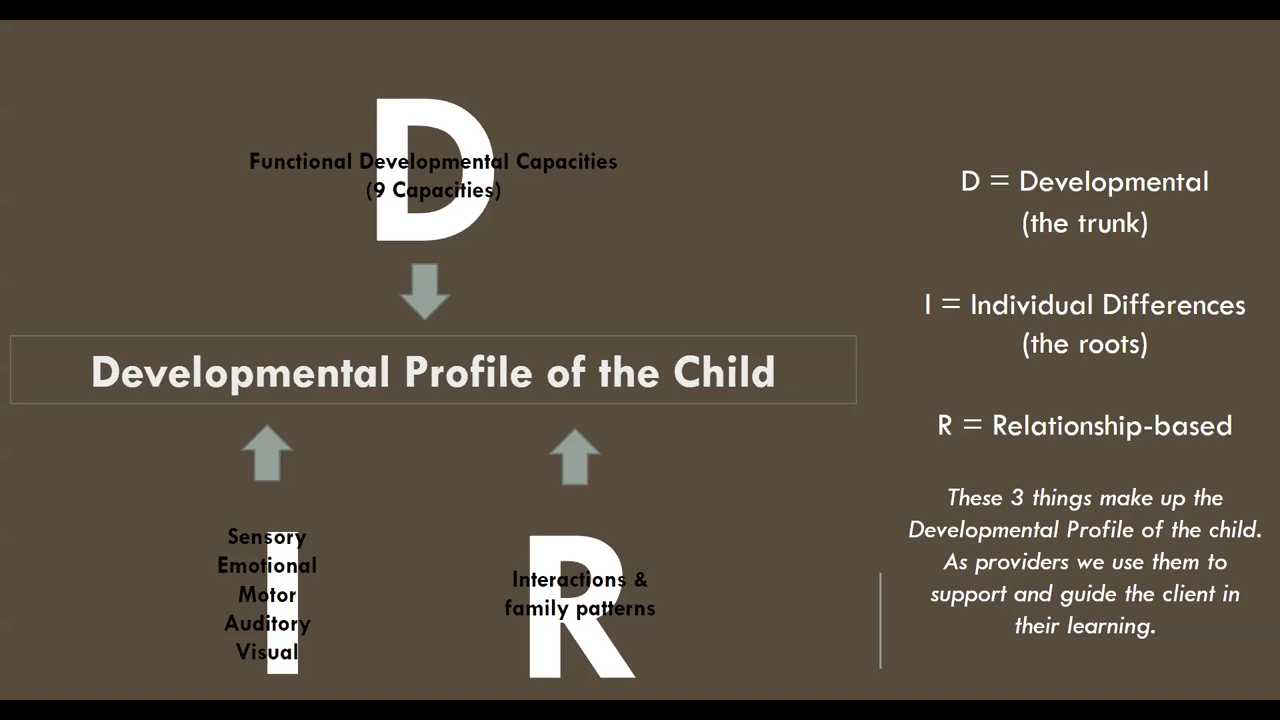 D
Functional Developmental Capacities
(9 Capacities)
Developmental Profile of the Child
I
Sensory
Emotional
Motor
Auditory
Visual
R
Interactions &
family patterns
D = Developmental
(the trunk)
I = Individual Differences
(the roots)
R = Relationship-based
These 3 things make up the
Developmental Profile of the child.
As providers we use them to
support and guide the client in
their learning.